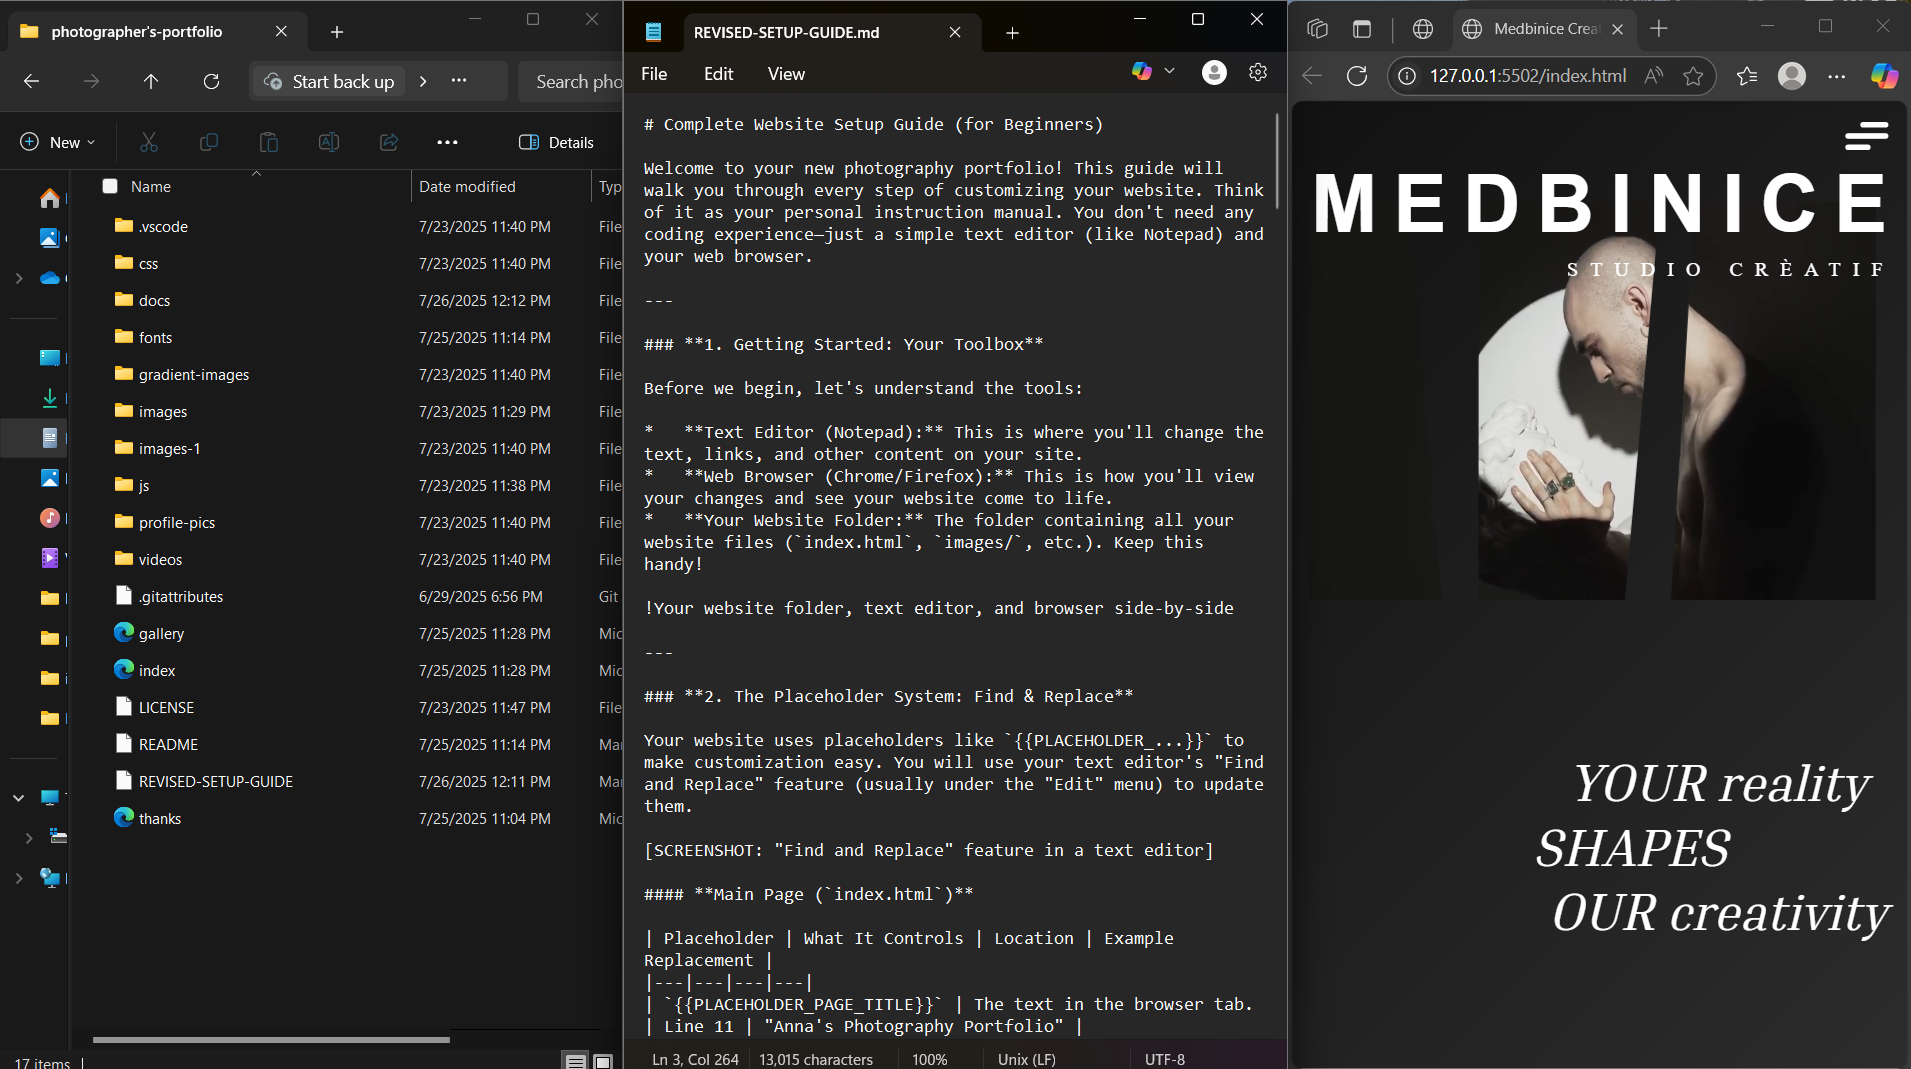 photographer's-portfolio
Start back up
Search pho
New
Details
Name
Date modified
Typ
.vscode 7/23/2025 11:40 PM File
css 7/23/2025 11:40 PM File
docs 7/26/2025 12:12 PM File
fonts 7/25/2025 11:14 PM File
gradient-images 7/23/2025 11:40 PM File
images 7/23/2025 11:29 PM File
images-1 7/23/2025 11:40 PM File
js 7/25/2025 11:38 PM File
profile-pics 7/23/2025 11:40 PM File
videos 7/23/2025 11:40 PM File
.gitattributes 6/29/2025 6:56 PM Git
gallery 7/25/2025 11:28 PM Mic
index 7/25/2025 11:28 PM Mic
LICENSE 7/23/2025 11:47 PM File
README 7/25/2025 11:14 PM Mar
REVISED-SETUP-GUIDE 7/26/2025 12:11 PM Mar
thanks 7/25/2025 11:04 PM Mic
17 items
REVISED-SETUP-GUIDE.md
File Edit View
# Complete Website Setup Guide (for Beginners)
Welcome to your new photography portfolio! This guide will
walk you through every step of customizing your website. Think
of it as your personal instruction manual. You don't need any
coding experience—just a simple text editor (like Notepad) and
your web browser.
---
### **1. Getting Started: Your Toolbox**
Before we begin, let's understand the tools:
*   **Text Editor (Notepad):** This is where you'll change the
text, links, and other content on your site.
*   **Web Browser (Chrome/Firefox):** This is how you'll view
your changes and see your website come to life.
*   **Your Website Folder:** The folder containing all your
website files (`index.html`, `images/`, etc.). Keep this
handy!
!Your website folder, text editor, and browser side-by-side
---
### **2. The Placeholder System: Find & Replace**
Your website uses placeholders like `{{PLACEHOLDER_...}}` to
make customization easy. You will use your text editor's "Find
and Replace" feature (usually under the "Edit" menu) to update
them.
[SCREENSHOT: "Find and Replace" feature in a text editor]
#### **Main Page (`index.html`)**
| Placeholder | What It Controls | Location | Example
Replacement |
|---|---|---|---|
| `{{PLACEHOLDER_PAGE_TITLE}}` | The text in the browser tab.
| Line 11 | "Anna's Photography Portfolio" |
Ln 3, Col 264
13,015 characters
100%
Unix (LF)
UTF-8
Medbinice Crea
127.0.0.1:5502/index.html
MEDBINICE
STUDIO CRÈATIF
YOUR reality
SHAPES
OUR creativity